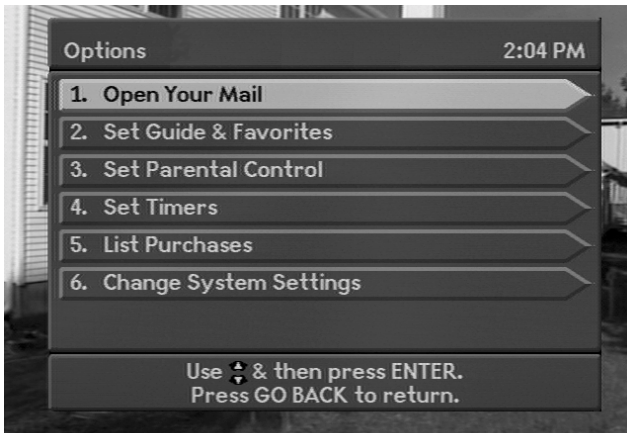 Options 2:04 PM
1. Open Your Mail
2. Set Guide & Favorites
3. Set Parental Control
4. Set Timers
5. List Purchases
6. Change System Settings
Use & then press ENTER.
Press GO BACK to return.